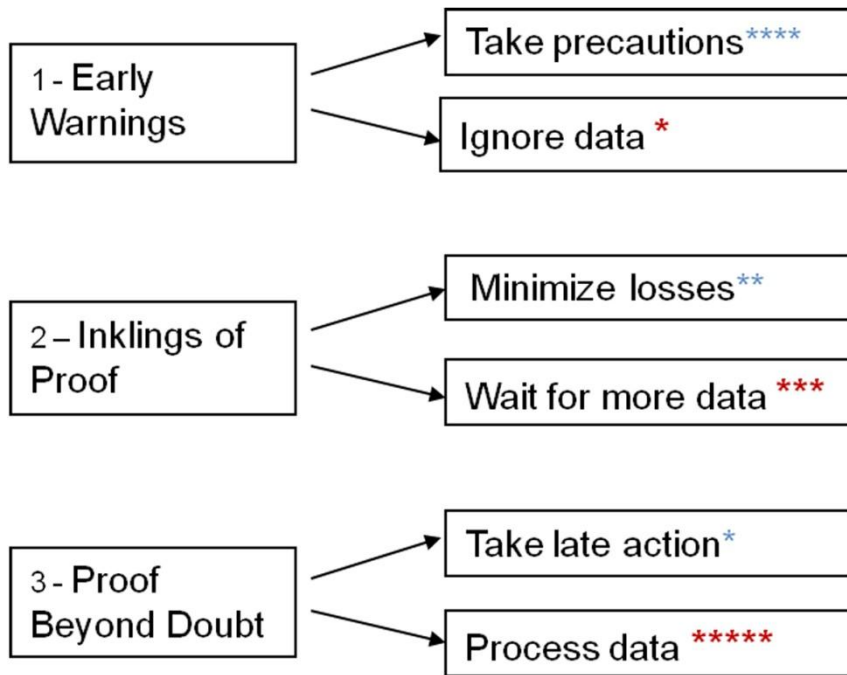 1 - Early
Warnings
Take precautions****
Ignore data *
2 – Inklings of
Proof
Minimize losses**
Wait for more data ***
3 - Proof
Beyond Doubt
Take late action*
Process data *****